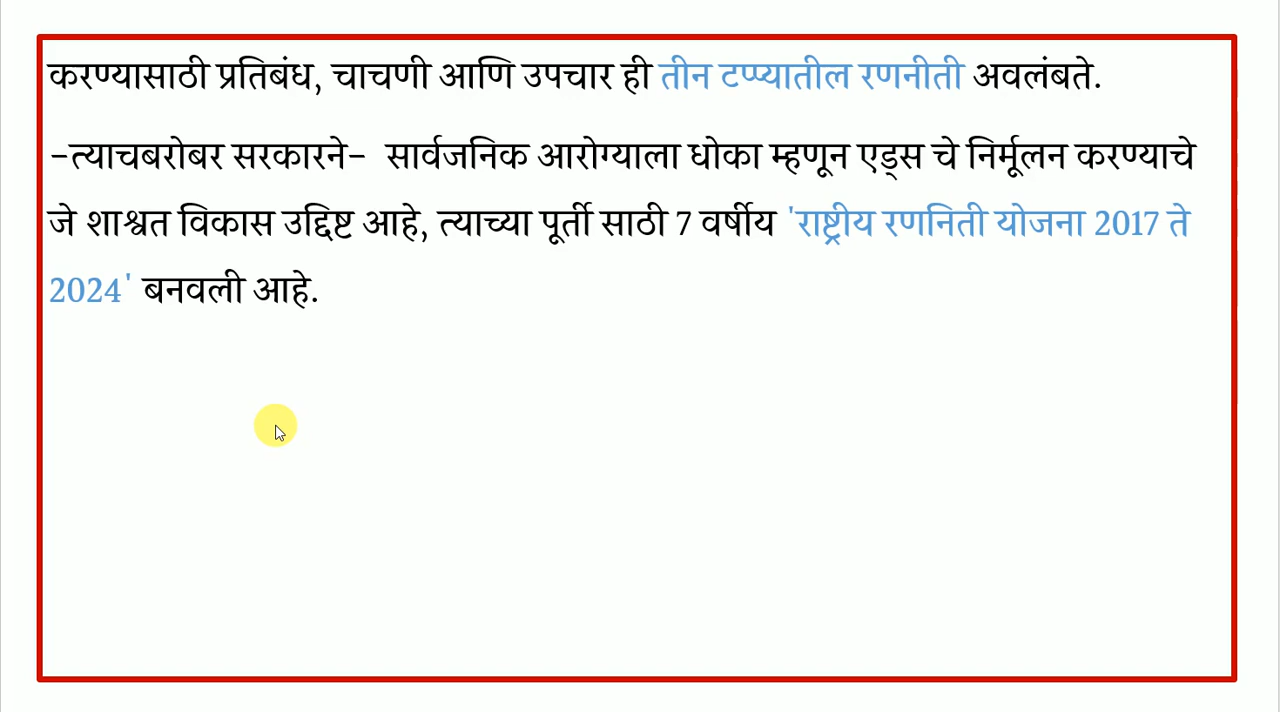 करण्यासाठी प्रतिबंध, चाचणी आणि उपचार ही तीन टप्प्यातील रणनीती अवलंबते.
–त्याचबरोबर सरकारने– सार्वजनिक आरोग्याला धोका म्हणून एड्स चे निर्मूलन करण्याचे
जे शाश्वत विकास उद्दिष्ट आहे, त्याच्या पूर्ती साठी 7 वर्षीय 'राष्ट्रीय रणनिती योजना 2017 ते
2024' बनवली आहे.